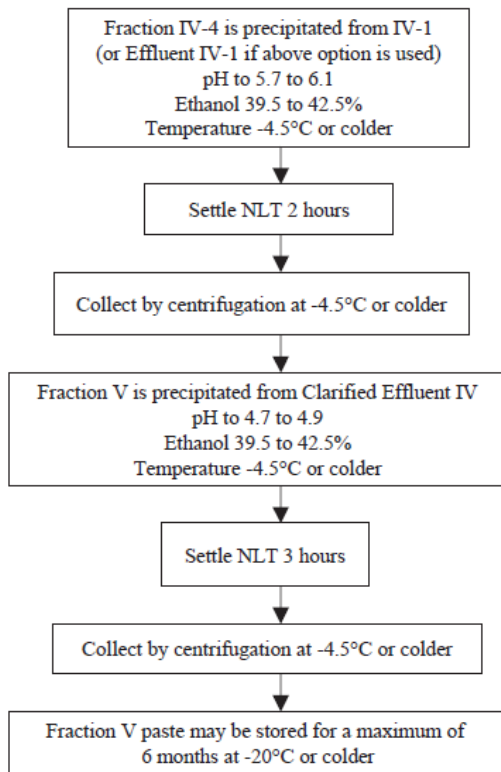 Fraction IV-4 is precipitated from IV-1
(or Effluent IV-1 if above option is used)
pH to 5.7 to 6.1
Ethanol 39.5 to 42.5%
Temperature -4.5°C or colder
Settle NLT 2 hours
Collect by centrifugation at -4.5°C or colder
Fraction V is precipitated from Clarified Effluent IV
pH to 4.7 to 4.9
Ethanol 39.5 to 42.5%
Temperature -4.5°C or colder
Settle NLT 3 hours
Collect by centrifugation at -4.5°C or colder
Fraction V paste may be stored for a maximum of
6 months at -20°C or colder